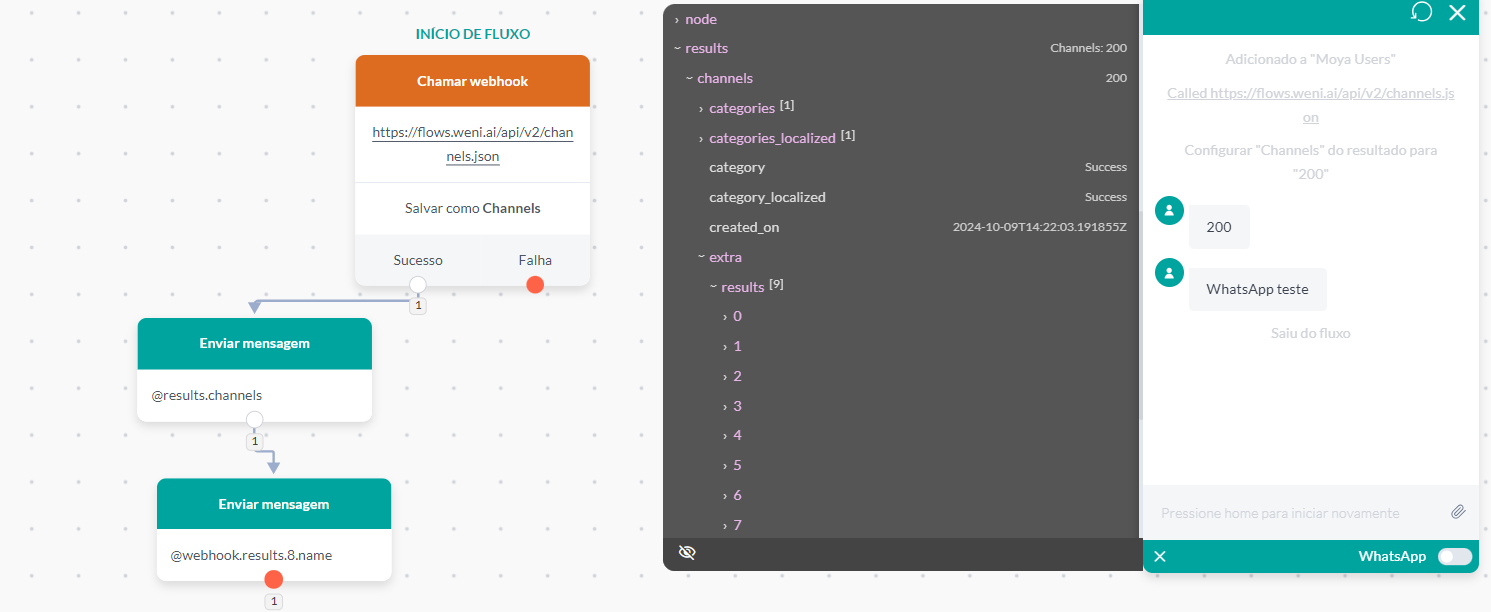 INÍCIO DE FLUXO
Chamar webhook
https://flows.weni.ai/api/v2/chan
nels.json
Salvar como Channels
Sucesso
Falha
1
Enviar mensagem
@results.channels
1
Enviar mensagem
@webhook.results.8.name
1
node
results Channels: 200
channels 200
categories [1]
categories_localized [1]
category Success
category_localized Success
created_on 2024-10-09T14:22:03.191855Z
extra
results [9]
0
1
2
3
4
5
6
7
Adicionado a "Moya Users"
Called https://flows.weni.ai/api/v2/channels.js
on
Configurar "Channels" do resultado para
"200"
200
WhatsApp teste
Saiu do fluxo
Pressione home para iniciar novamente
WhatsApp